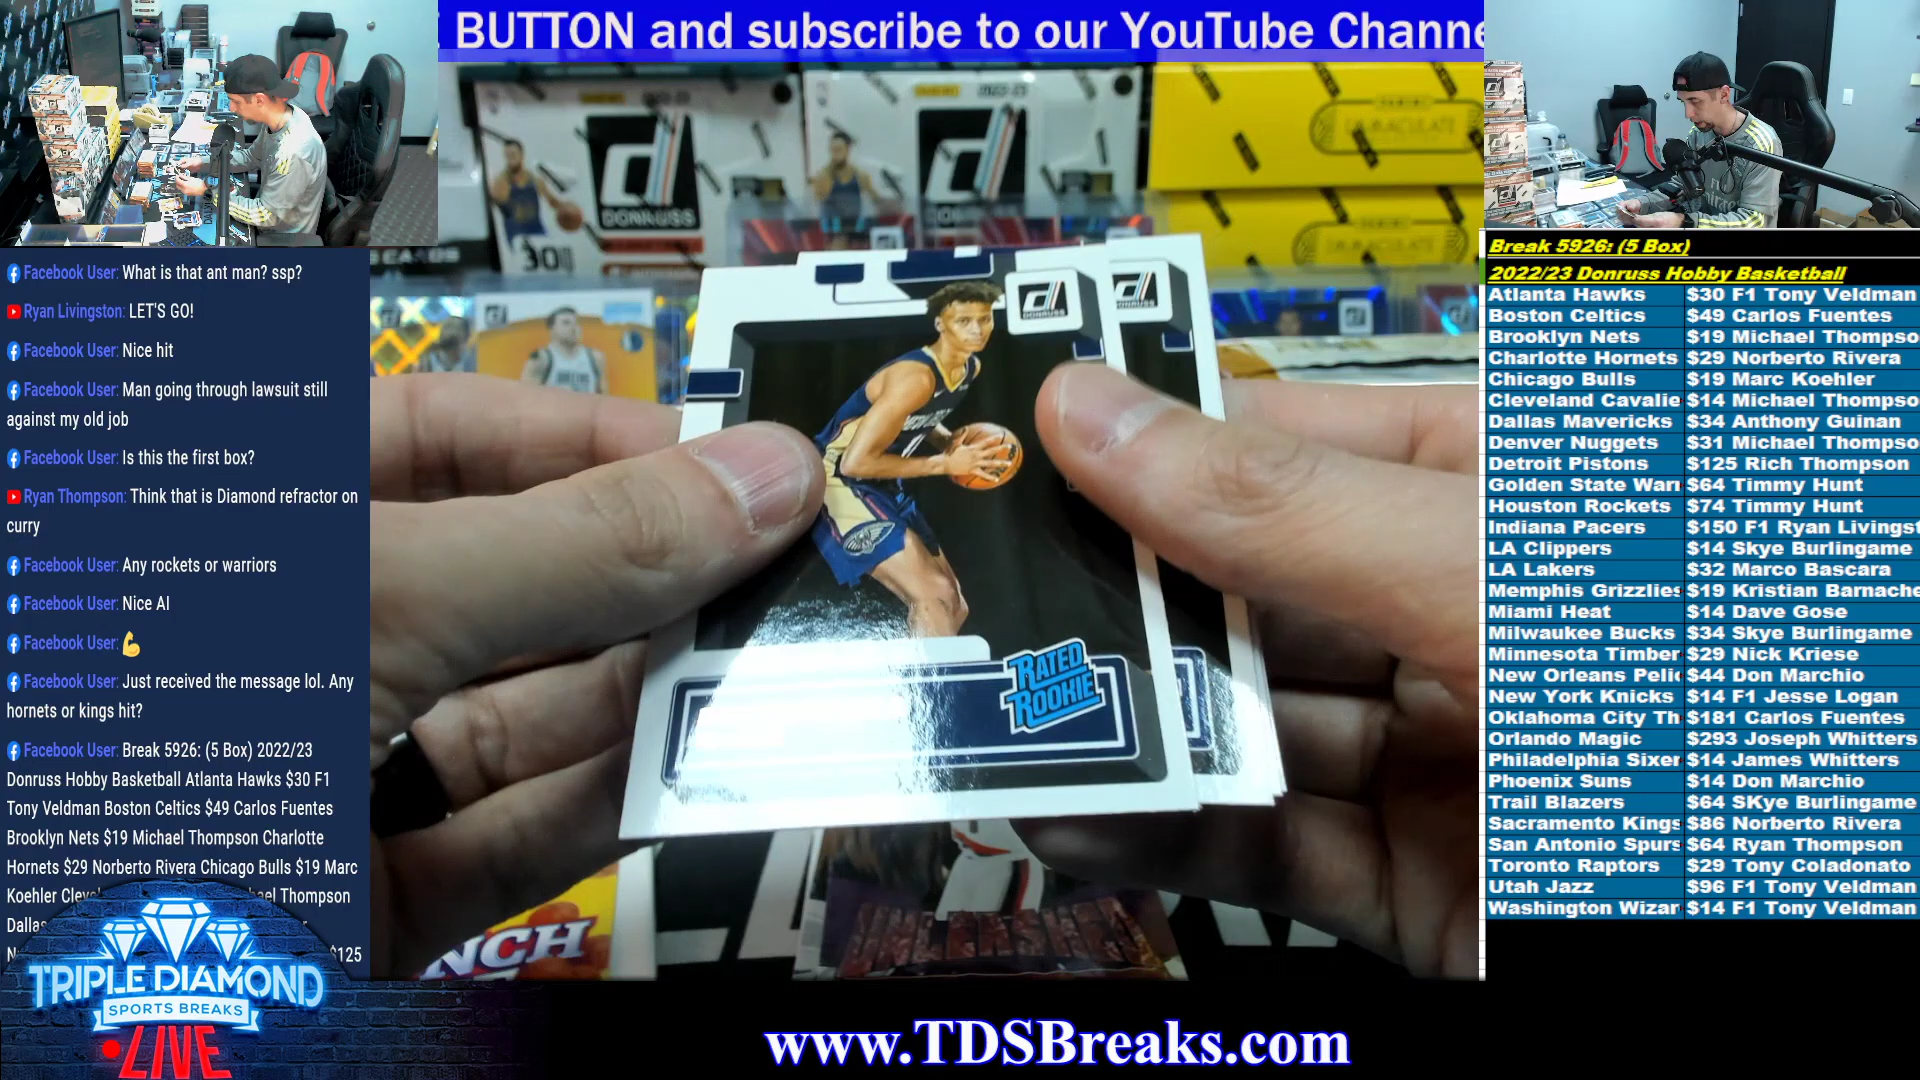 BUTTON and subscribe to our YouTube Channe
Facebook User: What is that ant man? ssp?
Ryan Livingston: LET'S GO!
Facebook User: Nice hit
Facebook User: Man going through lawsuit still
against my old job
Facebook User: Is this the first box?
Ryan Thompson: Think that is Diamond refractor on
curry
Facebook User: Any rockets or warriors
Facebook User: Nice Al
Facebook User: 💪
Facebook User: Just received the message lol. Any
hornets or kings hit?
Facebook User: Break 5926: (5 Box) 2022/23
Donruss Hobby Basketball Atlanta Hawks $30 F1
Tony Veldman Boston Celtics $49 Carlos Fuentes
Brooklyn Nets $19 Michael Thompson Charlotte
Hornets $29 Norberto Rivera Chicago Bulls $19 Marc
Koehler Clev el Thompson
Dallas
$125
TRIPLE DIAMOND
SPORTS BREAKS
LIVE
DONRUSS
30
IMMACULATE
IMMACULATE
DONRUSS
DONRUSS
RATED
ROOKIE
NCH
UNLEASHED
www.TDSBreaks.com
Break 5926: (5 Box)
2022/23 Donruss Hobby Basketball
Atlanta Hawks $30 F1 Tony Veldman
Boston Celtics $49 Carlos Fuentes
Brooklyn Nets $19 Michael Thompso
Charlotte Hornets $29 Norberto Rivera
Chicago Bulls $19 Marc Koehler
Cleveland Cavalie $14 Michael Thompso
Dallas Mavericks $34 Anthony Guinan
Denver Nuggets $31 Michael Thompso
Detroit Pistons $125 Rich Thompson
Golden State Warr $64 Timmy Hunt
Houston Rockets $74 Timmy Hunt
Indiana Pacers $150 F1 Ryan Livingst
LA Clippers $14 Skye Burlingame
LA Lakers $32 Marco Bascara
Memphis Grizzlies $19 Kristian Barnache
Miami Heat $14 Dave Gose
Milwaukee Bucks $34 Skye Burlingame
Minnesota Timber $29 Nick Kriese
New Orleans Pelic $44 Don Marchio
New York Knicks $14 F1 Jesse Logan
Oklahoma City Th $181 Carlos Fuentes
Orlando Magic $293 Joseph Whitters
Philadelphia Sixer $14 James Whitters
Phoenix Suns $14 Don Marchio
Trail Blazers $64 SKye Burlingame
Sacramento Kings $86 Norberto Rivera
San Antonio Spurs $64 Ryan Thompson
Toronto Raptors $29 Tony Coladonato
Utah Jazz $96 F1 Tony Veldman
Washington Wizar $14 F1 Tony Veldman